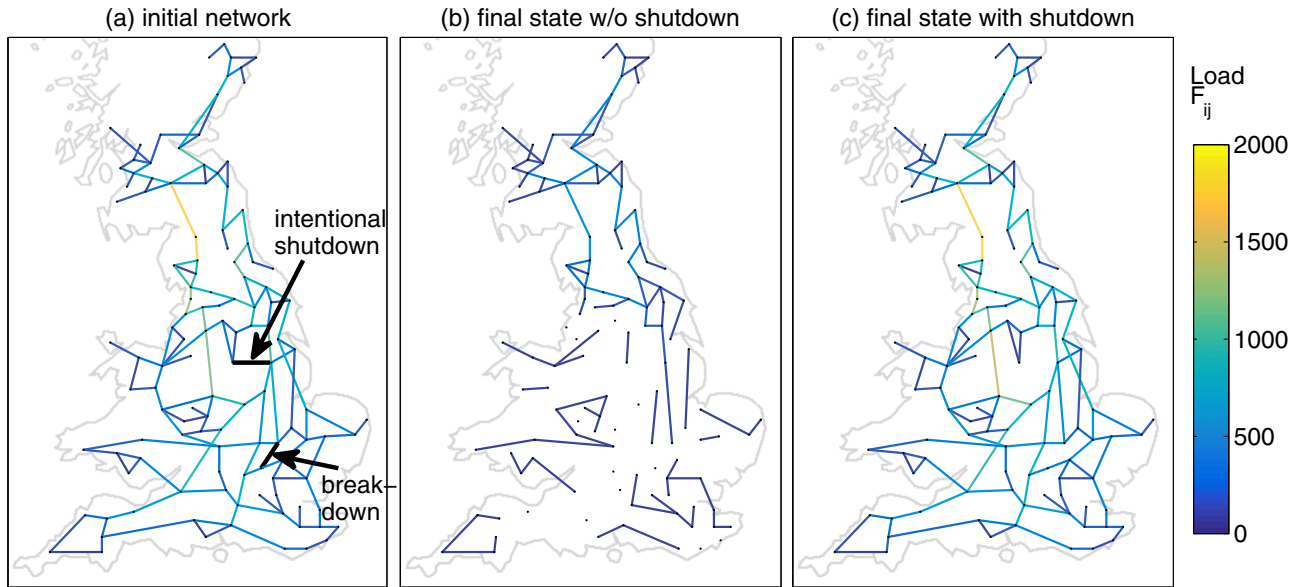 (a) initial network
(b) final state w/o shutdown
(c) final state with shutdown
intentional
shutdown
break–
down
Load
F_ij
2000
1500
1000
500
0